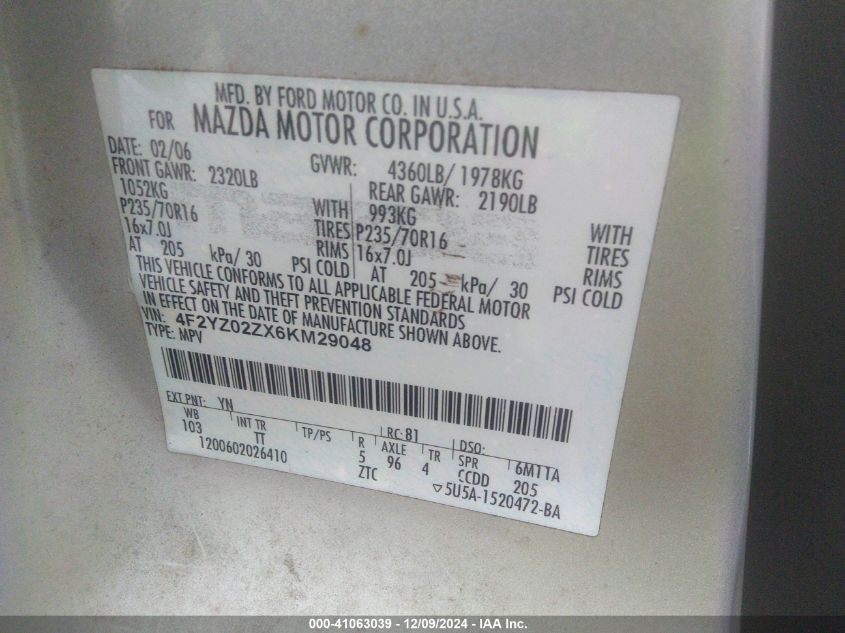 MFD. BY FORD MOTOR CO. IN U.S.A.
FOR MAZDA MOTOR CORPORATION
DATE: 02/06 GVWR: 4360LB/ 1978KG
FRONT GAWR: 2320LB REAR GAWR: 2190LB
1052KG WITH 993KG WITH
P235/70R16 TIRES P235/70R16 TIRES
16x7.0J RIMS 16x7.0J RIMS
AT 205 kPa/ 30 PSI COLD AT 205 kPa/ 30 PSI COLD
THIS VEHICLE CONFORMS TO ALL APPLICABLE FEDERAL MOTOR
VEHICLE SAFETY AND THEFT PREVENTION STANDARDS
IN EFFECT ON THE DATE OF MANUFACTURE SHOWN ABOVE.
VIN: 4F2YZ02ZX6KM29048
TYPE: MPV
EXT PNT: YN RC: 81 DSO:
WB INT TR TP/PS R AXLE TR SPR 6M11A
103 TT 5 96 4 CCDD 205
1200602026410 ZTC 5U5A-1520472-BA
000-41063039 - 12/09/2024 - IAA Inc.